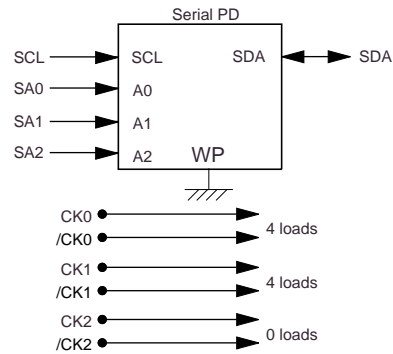 Serial PD
SCL SCL SDA SDA
SA0 A0
SA1 A1
SA2 A2 WP
CK0
/CK0 4 loads
CK1
/CK1 4 loads
CK2
/CK2 0 loads